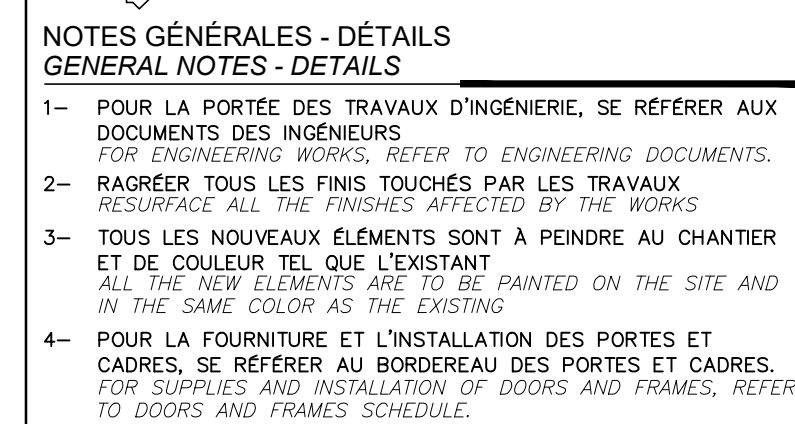 NOTES GÉNÉRALES - DÉTAILS
GENERAL NOTES - DETAILS
1– POUR LA PORTÉE DES TRAVAUX D'INGÉNIERIE, SE RÉFÉRER AUX
DOCUMENTS DES INGÉNIEURS
FOR ENGINEERING WORKS, REFER TO ENGINEERING DOCUMENTS.
2– RAGRÉER TOUS LES FINIS TOUCHÉS PAR LES TRAVAUX
RESURFACE ALL THE FINISHES AFFECTED BY THE WORKS
3– TOUS LES NOUVEAUX ÉLÉMENTS SONT À PEINDRE AU CHANTIER
ET DE COULEUR TEL QUE L'EXISTANT
ALL THE NEW ELEMENTS ARE TO BE PAINTED ON THE SITE AND
IN THE SAME COLOR AS THE EXISTING
4– POUR LA FOURNITURE ET L'INSTALLATION DES PORTES ET
CADRES, SE RÉFÉRER AU BORDEREAU DES PORTES ET CADRES.
FOR SUPPLIES AND INSTALLATION OF DOORS AND FRAMES, REFER
TO DOORS AND FRAMES SCHEDULE.